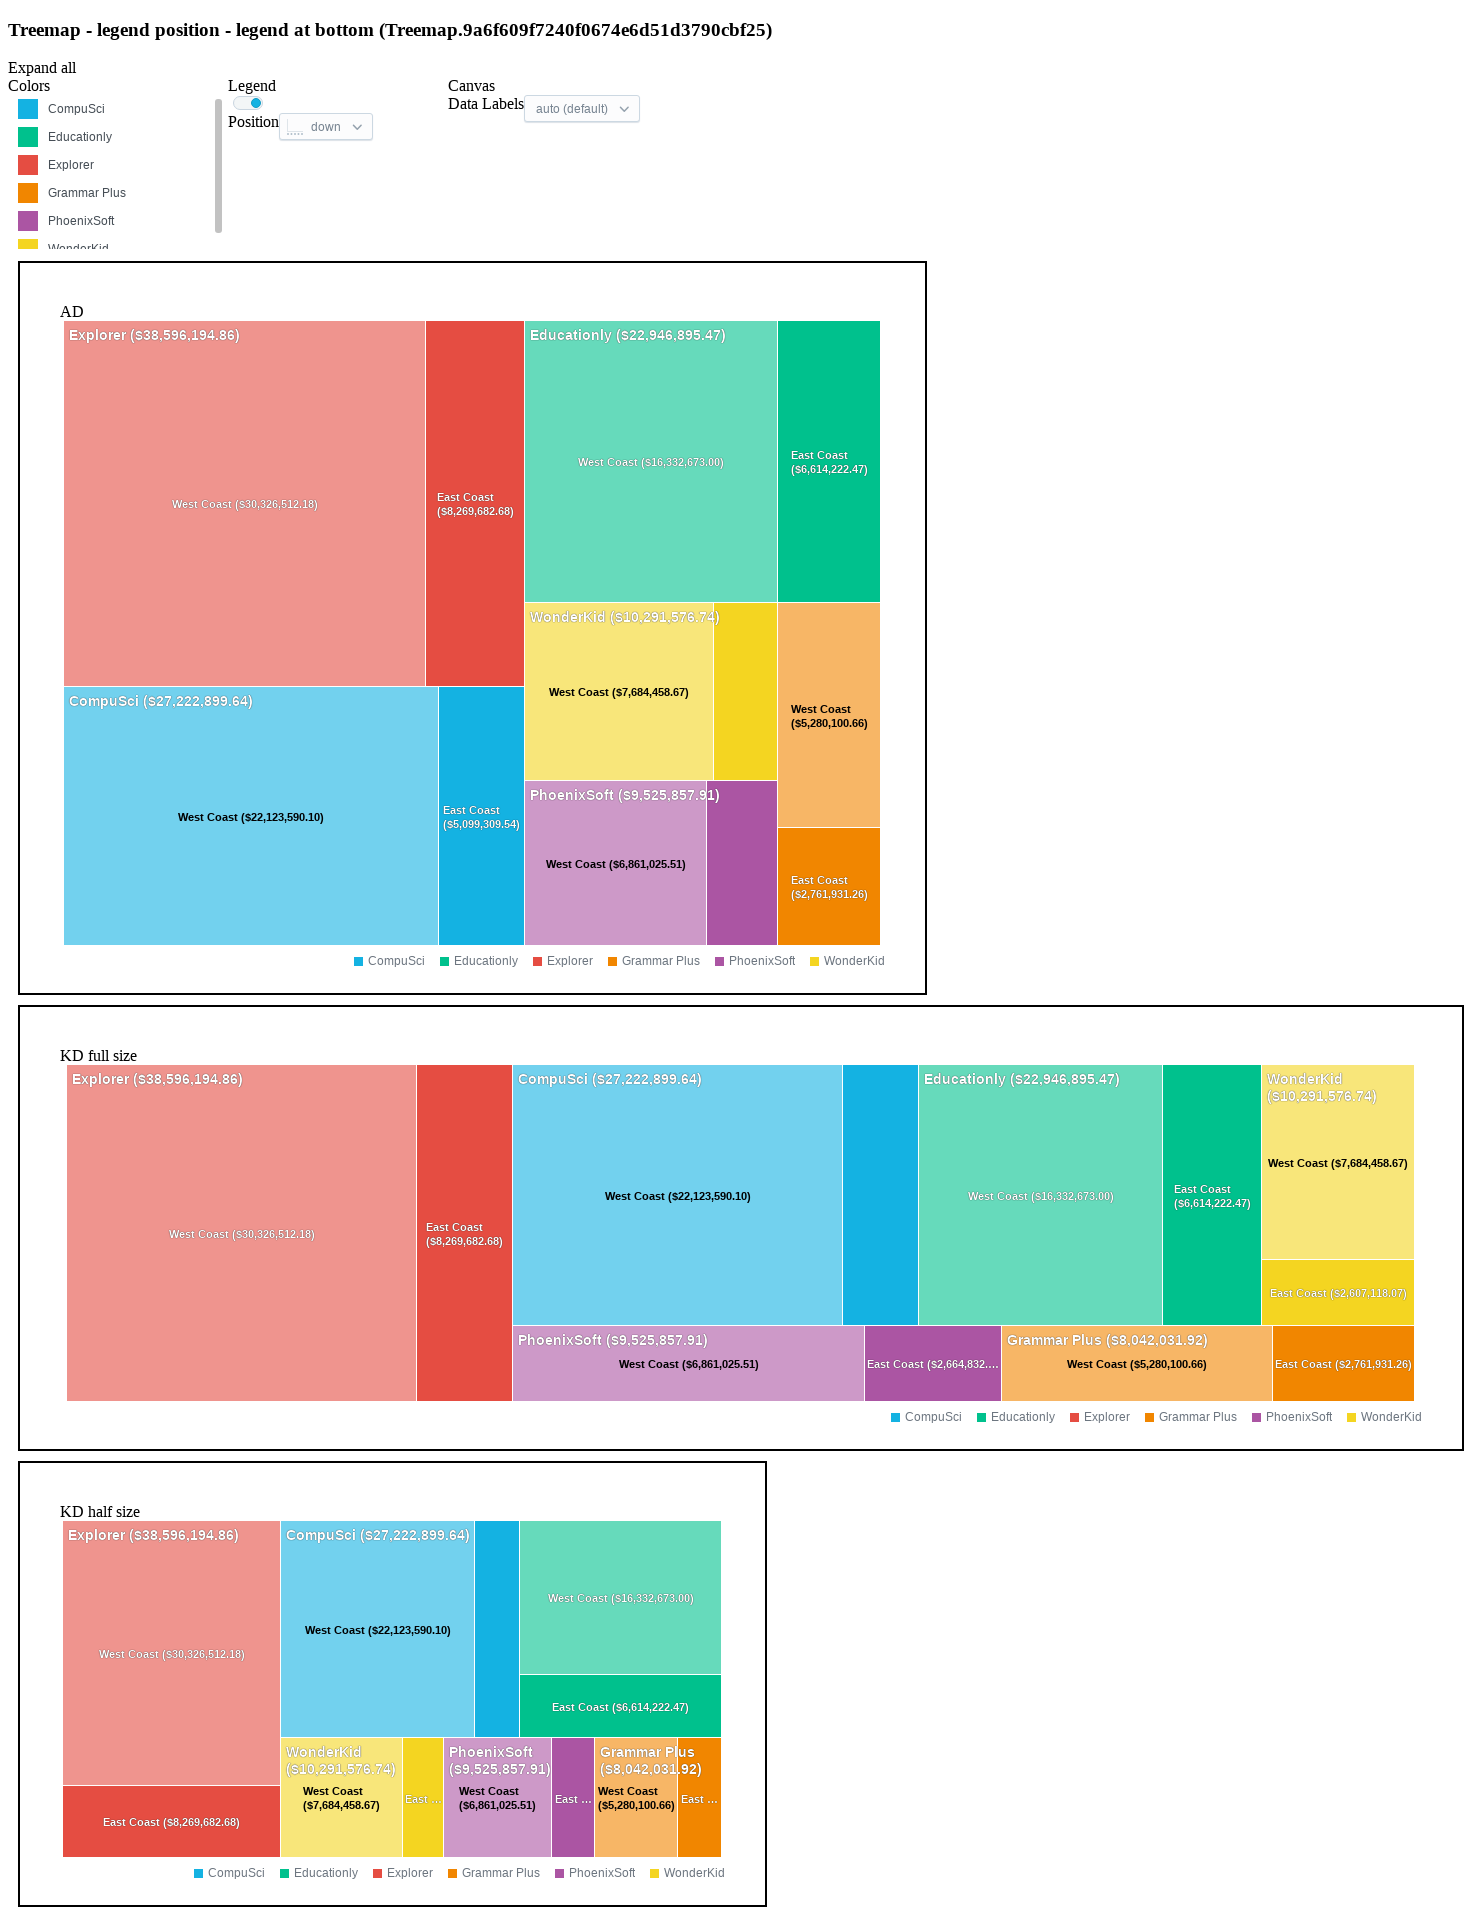 Treemap - legend position - legend at bottom (Treemap.9a6f609f7240f0674e6d51d3790cbf25)
Expand all
Colors
CompuSci
Educationly
Explorer
Grammar Plus
PhoenixSoft
WonderKid
Legend
Position
down
Canvas
Data Labels
auto (default)
AD
Explorer ($38,596,194.86)
West Coast ($30,326,512.18)
East Coast
($8,269,682.68)
Educationly ($22,946,895.47)
West Coast ($16,332,673.00)
East Coast
($6,614,222.47)
CompuSci ($27,222,899.64)
West Coast ($22,123,590.10)
East Coast
($5,099,309.54)
WonderKid ($10,291,576.74)
West Coast ($7,684,458.67)
West Coast
($5,280,100.66)
PhoenixSoft ($9,525,857.91)
West Coast ($6,861,025.51)
East Coast
($2,761,931.26)
CompuSci Educationly Explorer Grammar Plus PhoenixSoft WonderKid
KD full size
Explorer ($38,596,194.86)
West Coast ($30,326,512.18)
East Coast
($8,269,682.68)
CompuSci ($27,222,899.64)
West Coast ($22,123,590.10)
Educationly ($22,946,895.47)
West Coast ($16,332,673.00)
East Coast
($6,614,222.47)
WonderKid
($10,291,576.74)
West Coast ($7,684,458.67)
East Coast ($2,607,118.07)
PhoenixSoft ($9,525,857.91)
West Coast ($6,861,025.51)
East Coast ($2,664,832.…
Grammar Plus ($8,042,031.92)
West Coast ($5,280,100.66)
East Coast ($2,761,931.26)
CompuSci Educationly Explorer Grammar Plus PhoenixSoft WonderKid
KD half size
Explorer ($38,596,194.86)
West Coast ($30,326,512.18)
East Coast ($8,269,682.68)
CompuSci ($27,222,899.64)
West Coast ($22,123,590.10)
West Coast ($16,332,673.00)
East Coast ($6,614,222.47)
WonderKid
($10,291,576.74)
West Coast
($7,684,458.67)
East …
PhoenixSoft
($9,525,857.91)
West Coast
($6,861,025.51)
East …
Grammar Plus
($8,042,031.92)
West Coast
($5,280,100.66)
East …
CompuSci Educationly Explorer Grammar Plus PhoenixSoft WonderKid